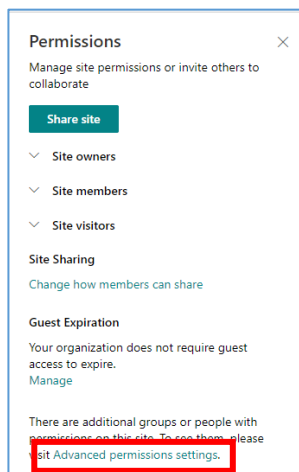 Permissions
Manage site permissions or invite others to
collaborate
Share site
Site owners
Site members
Site visitors
Site Sharing
Change how members can share
Guest Expiration
Your organization does not require guest
access to expire.
Manage
There are additional groups or people with
permissions on this site. To see them, please
visit Advanced permissions settings.